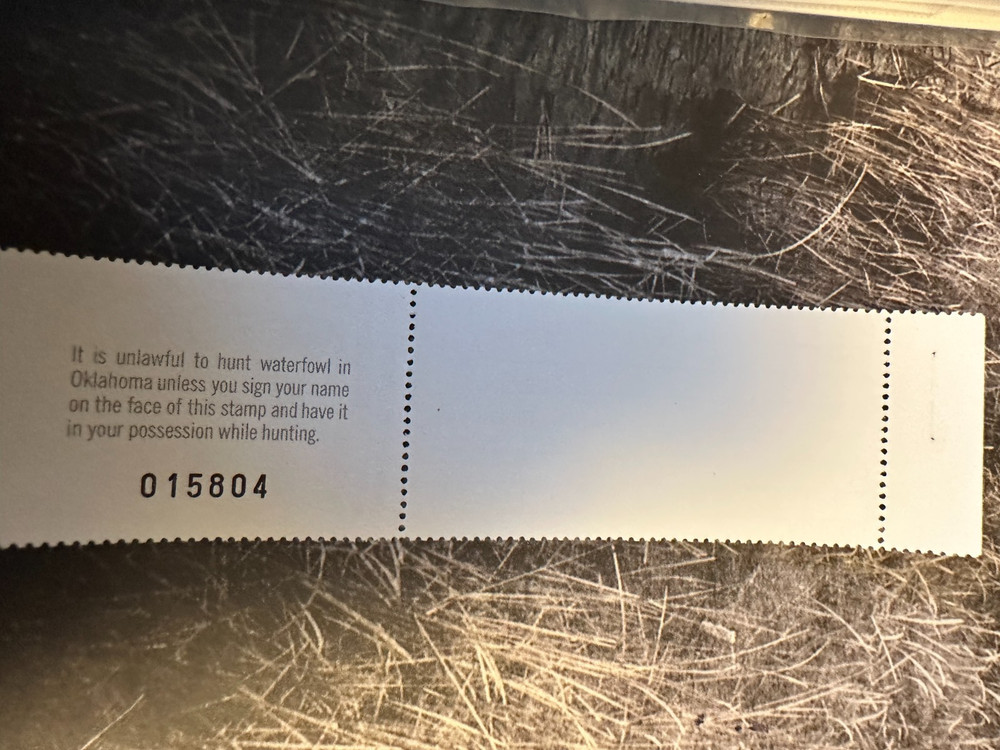 It is unlawful to hunt waterfowl in
Oklahoma unless you sign your name
on the face of this stamp and have it
in your possession while hunting.
015804